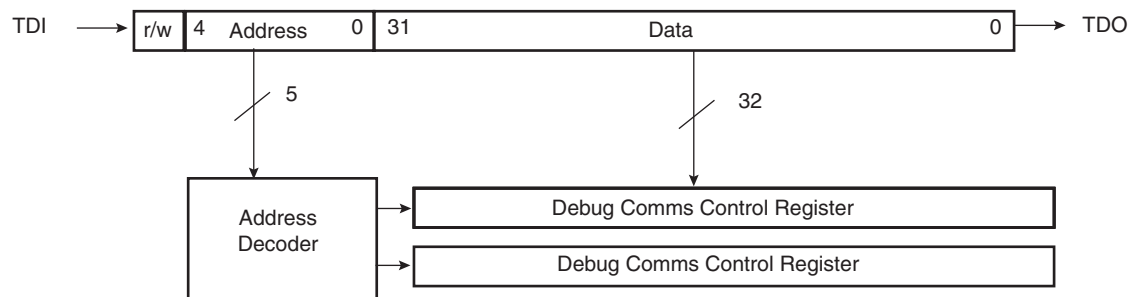 TDI r/w 4 Address 0 31 Data 0 TDO
5
32
Debug Comms Control Register
Address
Decoder
Debug Comms Control Register